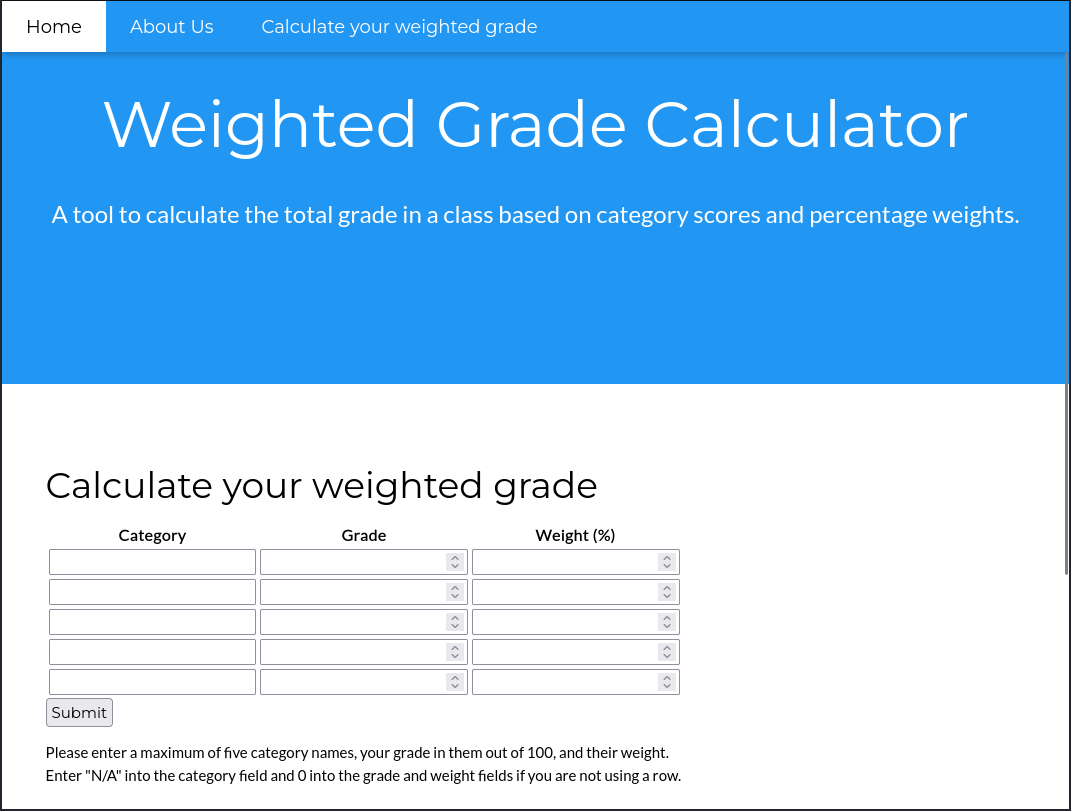 Home About Us Calculate your weighted grade
Weighted Grade Calculator
A tool to calculate the total grade in a class based on category scores and percentage weights.
Calculate your weighted grade
Category Grade Weight (%)
Submit
Please enter a maximum of five category names, your grade in them out of 100, and their weight.
Enter "N/A" into the category field and 0 into the grade and weight fields if you are not using a row.